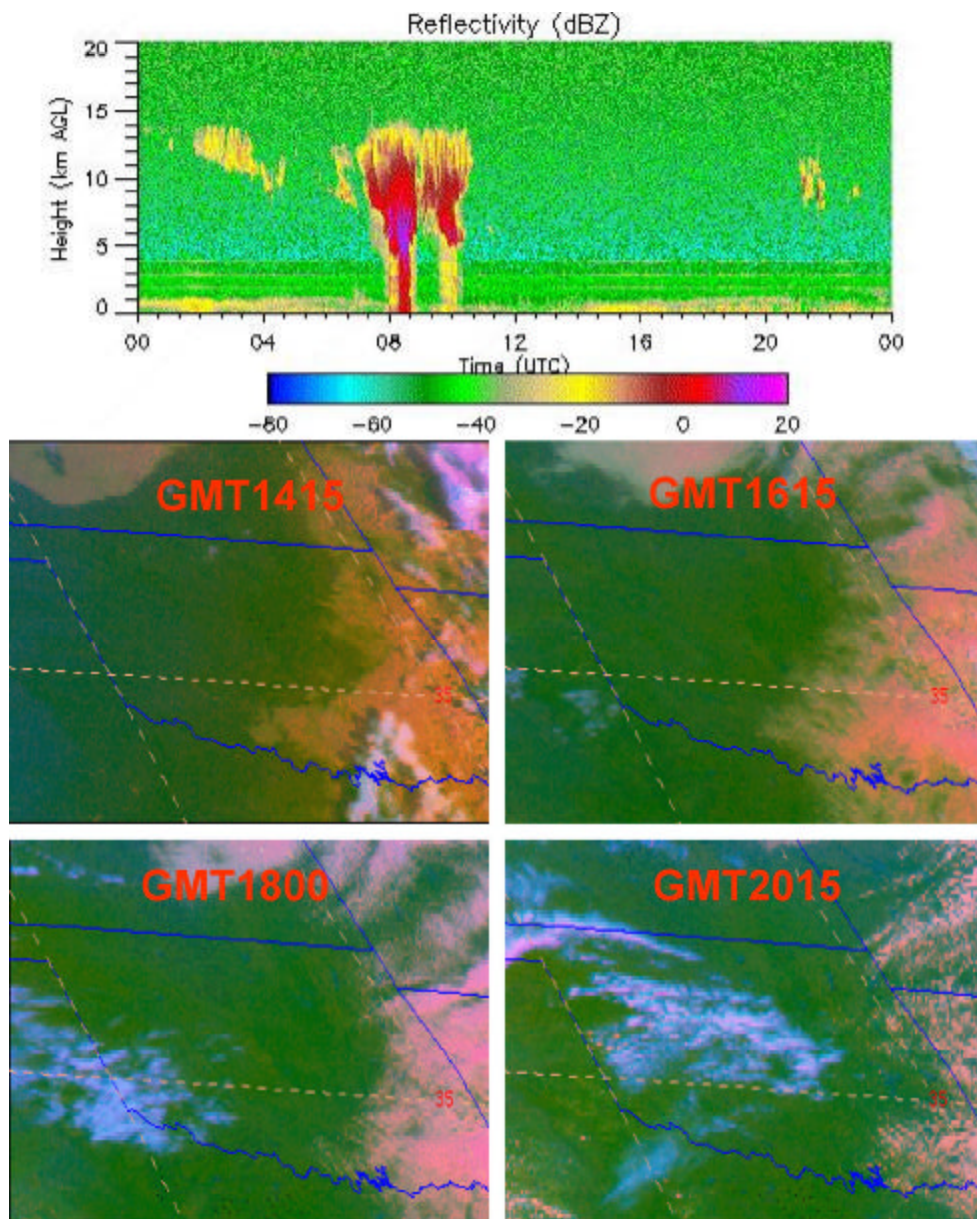 Reflectivity (dBZ)
20
15
10
5
0
Height (km AGL)
00 04 08 12 16 20 00
Time (UTC)
-80 -60 -40 -20 0 20
GMT1415 GMT1615
35 35
GMT1800 GMT2015
35 35